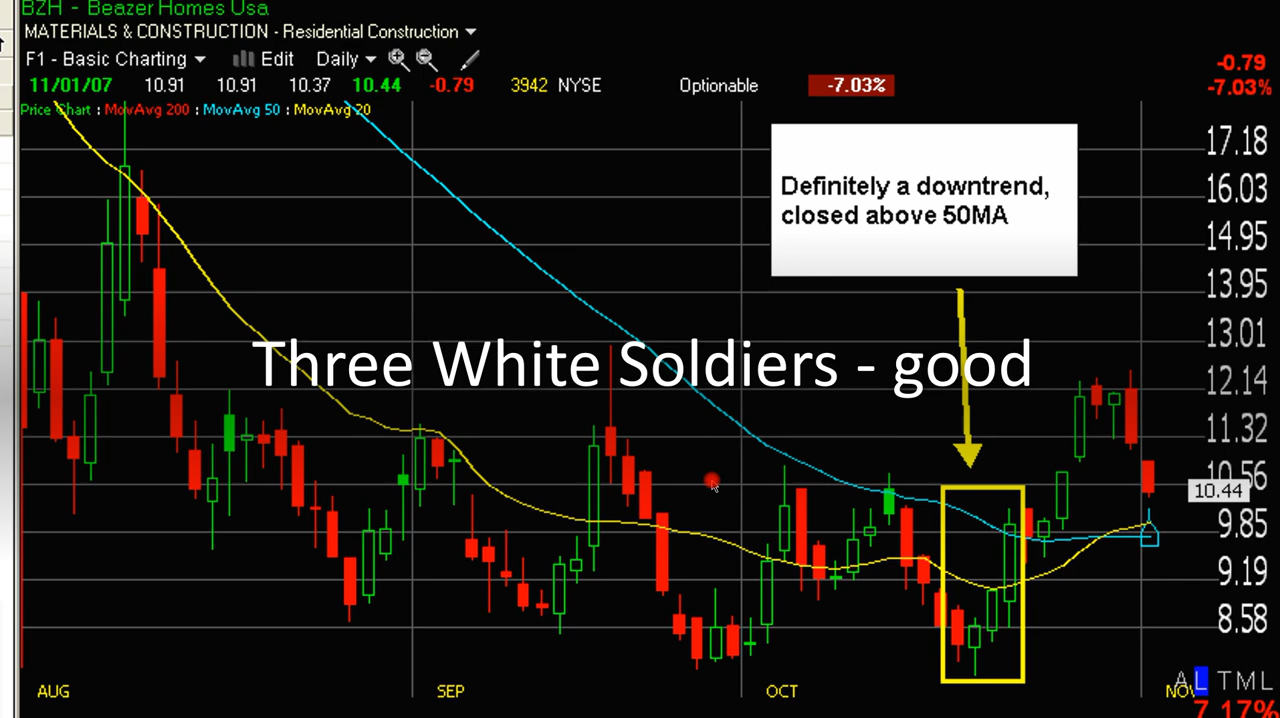 BZH - Beazer Homes Usa
MATERIALS & CONSTRUCTION - Residential Construction
F1 - Basic Charting Edit Daily
-0.79
11/01/07 10.91 10.91 10.37 10.44 -0.79 3942 NYSE Optionable -7.03% -7.03%
Price Chart : MovAvg 200 : MovAvg 50 : MovAvg 20
17.18
Definitely a downtrend,
closed above 50MA
16.03
14.95
13.95
13.01
Three White Soldiers - good
12.14
11.32
10.56
10.44
9.85
9.19
8.58
AUG SEP OCT NOV
A L TML
7.17%